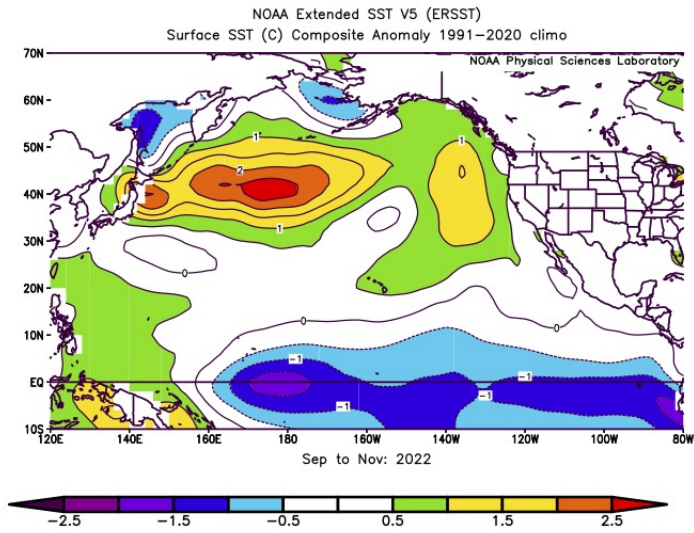 NOAA Extended SST V5 (ERSST)
Surface SST (C) Composite Anomaly 1991-2020 climo
70N
NOAA Physical Sciences Laboratory
60N
50N
1
1
2
40N
1
30N
0
20N
0
0
10N
-1
-1
EQ
-1
-1
10S
120E 140E 160E 180 160W 140W 120W 100W 80W
Sep to Nov: 2022
-2.5 -1.5 -0.5 0.5 1.5 2.5